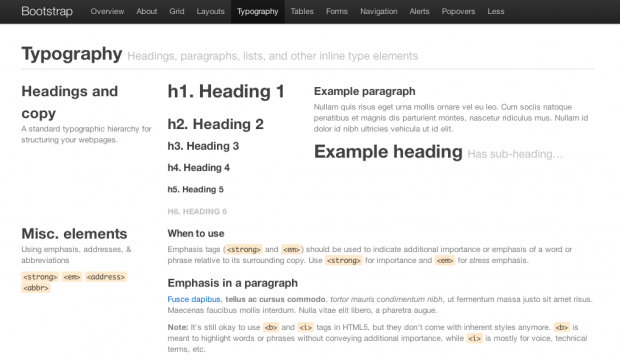 Bootstrap Overview About Grid Layouts Typography Tables Forms Navigation Alerts Popovers Less
Typography Headings, paragraphs, lists, and other inline type elements
Headings and
copy
A standard typographic hierarchy for
structuring your webpages.
h1. Heading 1
h2. Heading 2
h3. Heading 3
h4. Heading 4
h5. Heading 5
H6. HEADING 6
Example paragraph
Nullam quis risus eget urna mollis ornare vel eu leo. Cum sociis natoque
penatibus et magnis dis parturient montes, nascetur ridiculus mus. Nullam id
dolor id nibh ultricies vehicula ut id elit.
Example heading Has sub-heading...
Misc. elements
Using emphasis, addresses, &
abbreviations
<strong> <em> <address>
<abbr>
When to use
Emphasis tags (<strong> and <em>) should be used to indicate additional importance or emphasis of a word or
phrase relative to its surrounding copy. Use <strong> for importance and <em> for stress emphasis.
Emphasis in a paragraph
Fusce dapibus, tellus ac cursus commodo, tortor mauris condimentum nibh, ut fermentum massa justo sit amet risus.
Maecenas faucibus mollis interdum. Nulla vitae elit libero, a pharetra augue.
Note: It's still okay to use <b> and <i> tags in HTML5, but they don't come with inherent styles anymore. <b> is
meant to highlight words or phrases without conveying additional importance, while <i> is mostly for voice, technical
terms, etc.